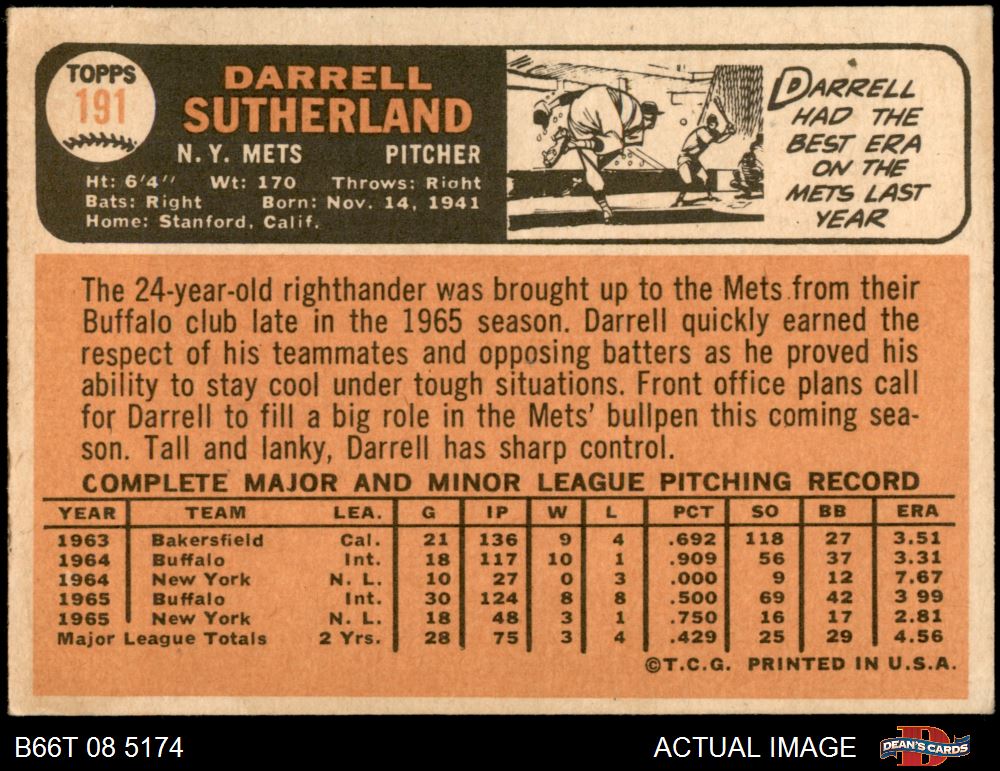 TOPPS
191
DARRELL
SUTHERLAND
N. Y. METS PITCHER
Ht: 6'4" Wt: 170 Throws: Right
Bats: Right Born: Nov. 14, 1941
Home: Stanford, Calif.
DARRELL
HAD THE
BEST ERA
ON THE
METS LAST
YEAR
The 24-year-old righthander was brought up to the Mets from their
Buffalo club late in the 1965 season. Darrell quickly earned the
respect of his teammates and opposing batters as he proved his
ability to stay cool under tough situations. Front office plans call
for Darrell to fill a big role in the Mets' bullpen this coming sea-
son. Tall and lanky, Darrell has sharp control.
COMPLETE MAJOR AND MINOR LEAGUE PITCHING RECORD
YEAR TEAM LEA. G IP W L PCT SO BB ERA
1963 Bakersfield Cal. 21 136 9 4 .692 118 27 3.51
1964 Buffalo Int. 18 117 10 1 .909 56 37 3.31
1964 New York N. L. 10 27 0 3 .000 9 12 7.67
1965 Buffalo Int. 30 124 8 8 .500 69 42 3 99
1965 New York N. L. 18 48 3 1 .750 16 17 2.81
Major League Totals 2 Yrs. 28 75 3 4 .429 25 29 4.56
©T.C.G. PRINTED IN U.S.A.
B66T 08 5174 ACTUAL IMAGE DEAN'S CARDS